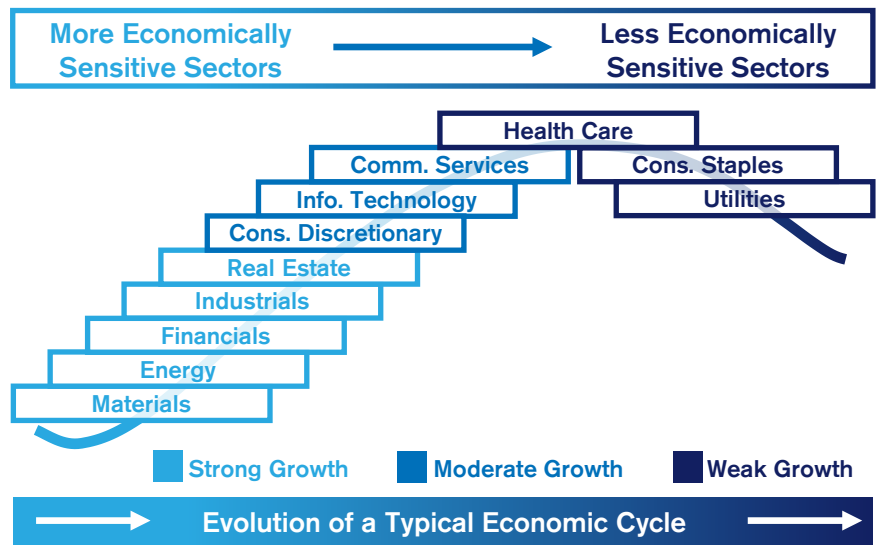 More Economically
Sensitive Sectors
Less Economically
Sensitive Sectors
Health Care
Comm. Services
Cons. Staples
Info. Technology
Utilities
Cons. Discretionary
Real Estate
Industrials
Financials
Energy
Materials
Strong Growth
Moderate Growth
Weak Growth
Evolution of a Typical Economic Cycle